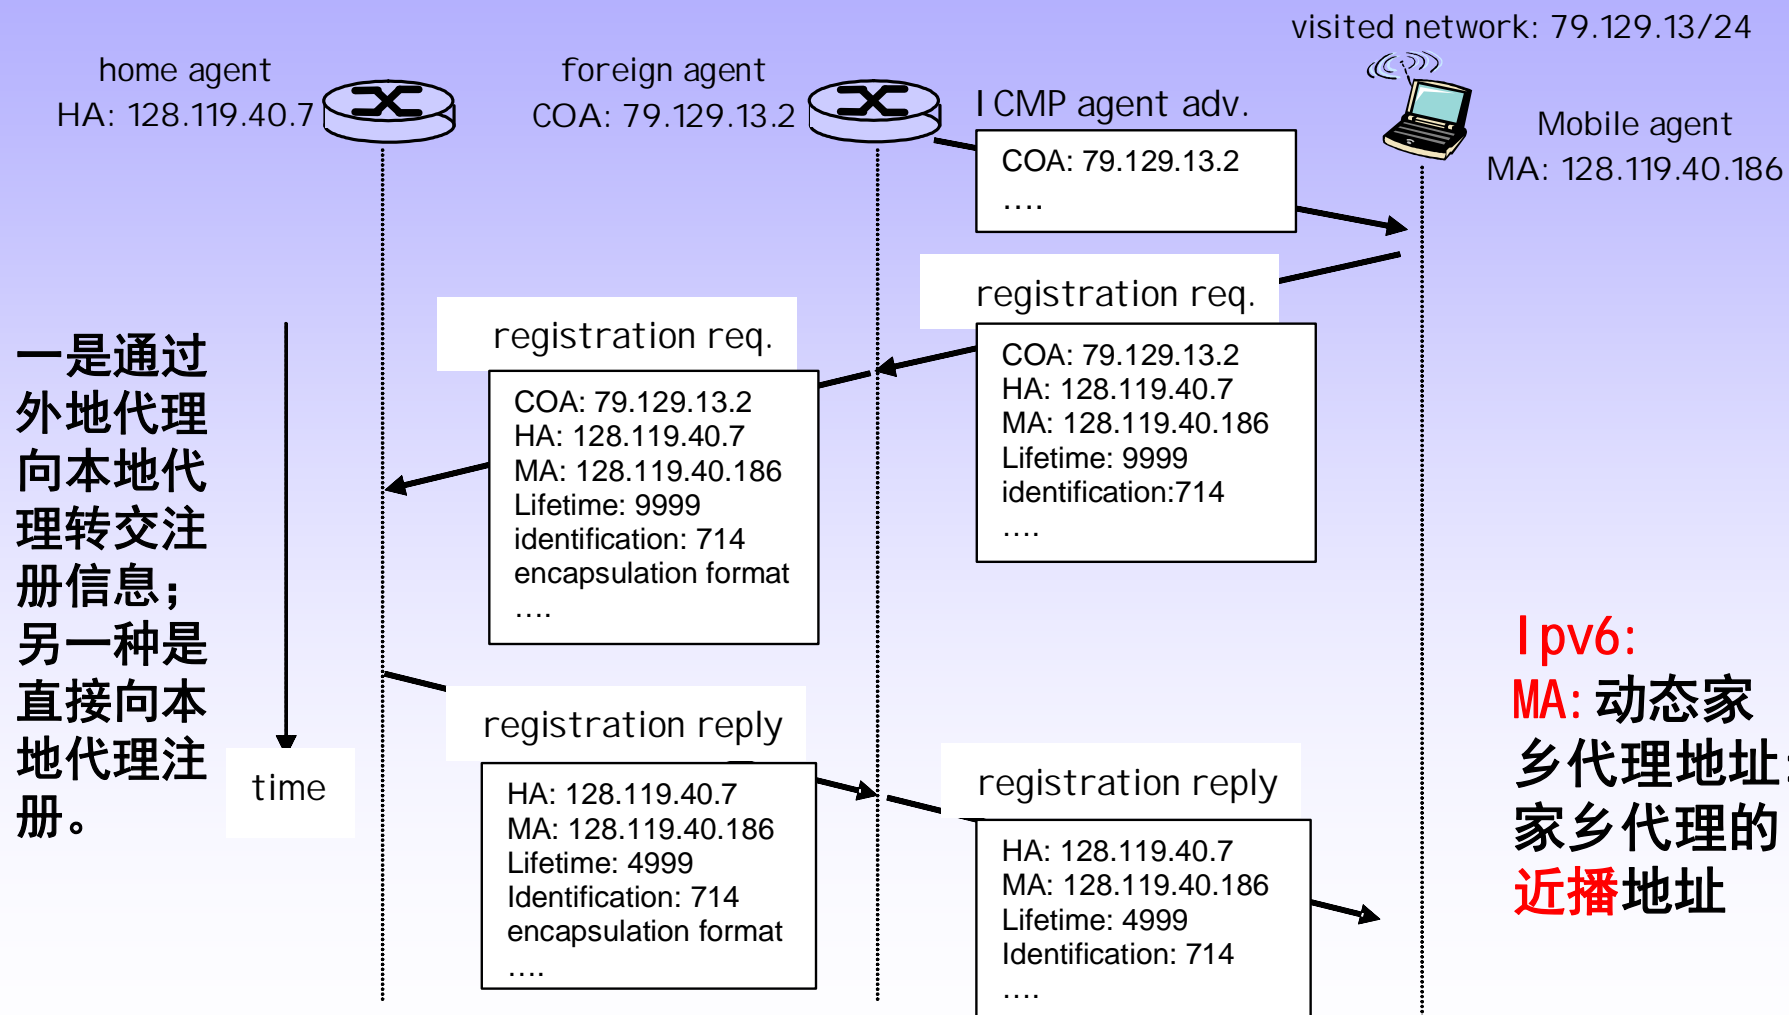 visited network: 79.129.13/24
home agent
HA: 128.119.40.7
foreign agent
COA: 79.129.13.2
ICMP agent adv.
Mobile agent
MA: 128.119.40.186
COA: 79.129.13.2
….
registration req.
COA: 79.129.13.2
HA: 128.119.40.7
MA: 128.119.40.186
Lifetime: 9999
identification:714
….
registration req.
COA: 79.129.13.2
HA: 128.119.40.7
MA: 128.119.40.186
Lifetime: 9999
identification: 714
encapsulation format
….
一是通过
外地代理
向本地代
理转交注
册信息；
另一种是
直接向本
地代理注
册。
time
registration reply
HA: 128.119.40.7
MA: 128.119.40.186
Lifetime: 4999
Identification: 714
encapsulation format
….
registration reply
HA: 128.119.40.7
MA: 128.119.40.186
Lifetime: 4999
Identification: 714
….
Ipv6:
MA:动态家
乡代理地址:
家乡代理的
近播地址